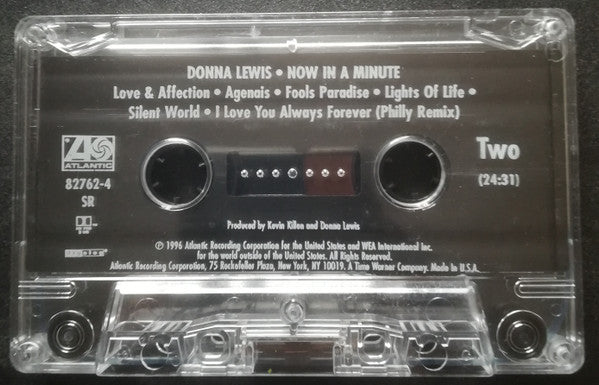 DONNA LEWIS • NOW IN A MINUTE
Love & Affection • Agenais • Fools Paradise • Lights Of Life •
Silent World • I Love You Always Forever (Philly Remix)
ATLANTIC
82762-4
SR
Two
(24:31)
Produced by Kevin Killen and Donna Lewis
℗ 1996 Atlantic Recording Corporation for the United States and WEA International Inc.
for the world outside of the United States. All Rights Reserved.
Atlantic Recording Corporation, 75 Rockefeller Plaza, New York, NY 10019. A Time Warner Company. Made In U.S.A.